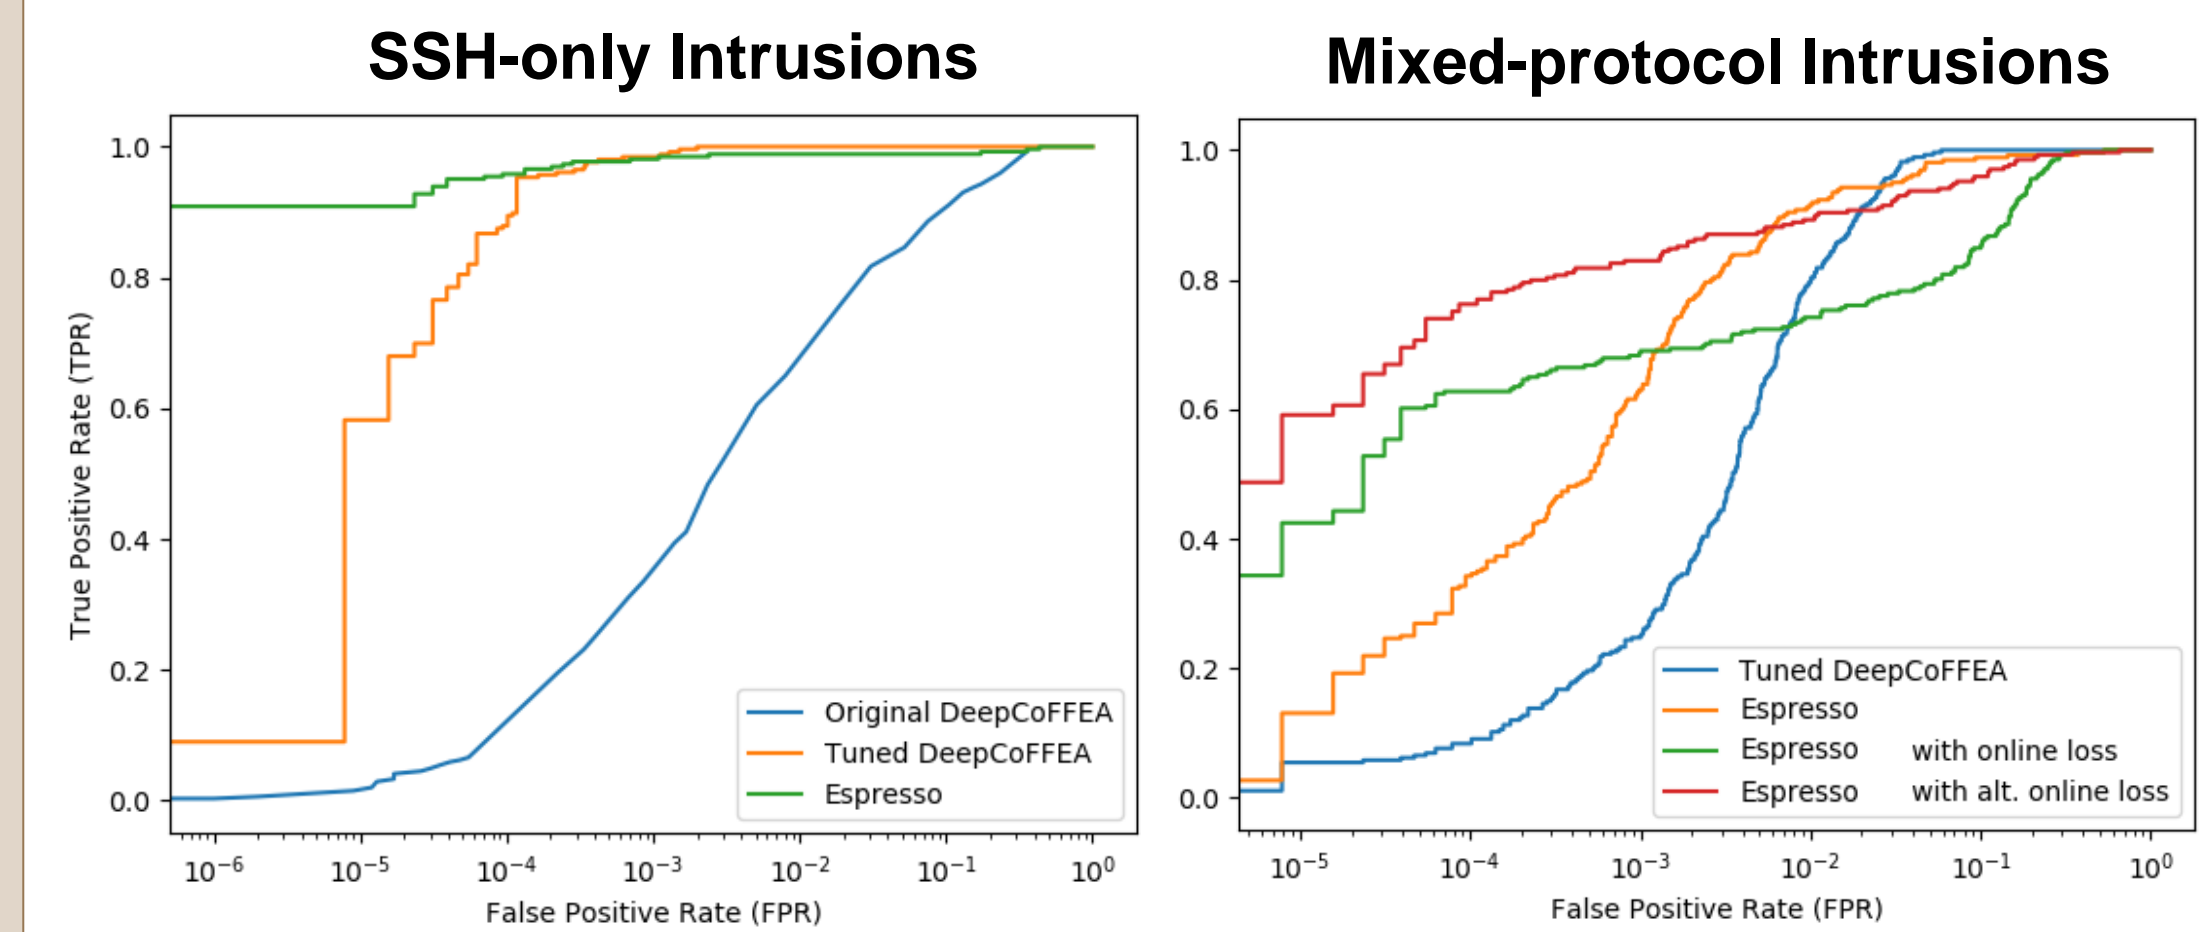 SSH-only Intrusions
True Positive Rate (TPR)
1.0
0.8
0.6
0.4
0.2
0.0
Original DeepCoFFEA
Tuned DeepCoFFEA
Espresso
10⁻⁶ 10⁻⁵ 10⁻⁴ 10⁻³ 10⁻² 10⁻¹ 10⁰
False Positive Rate (FPR)
Mixed-protocol Intrusions
1.0
0.8
0.6
0.4
0.2
0.0
Tuned DeepCoFFEA
Espresso
Espresso with online loss
Espresso with alt. online loss
10⁻⁵ 10⁻⁴ 10⁻³ 10⁻² 10⁻¹ 10⁰
False Positive Rate (FPR)